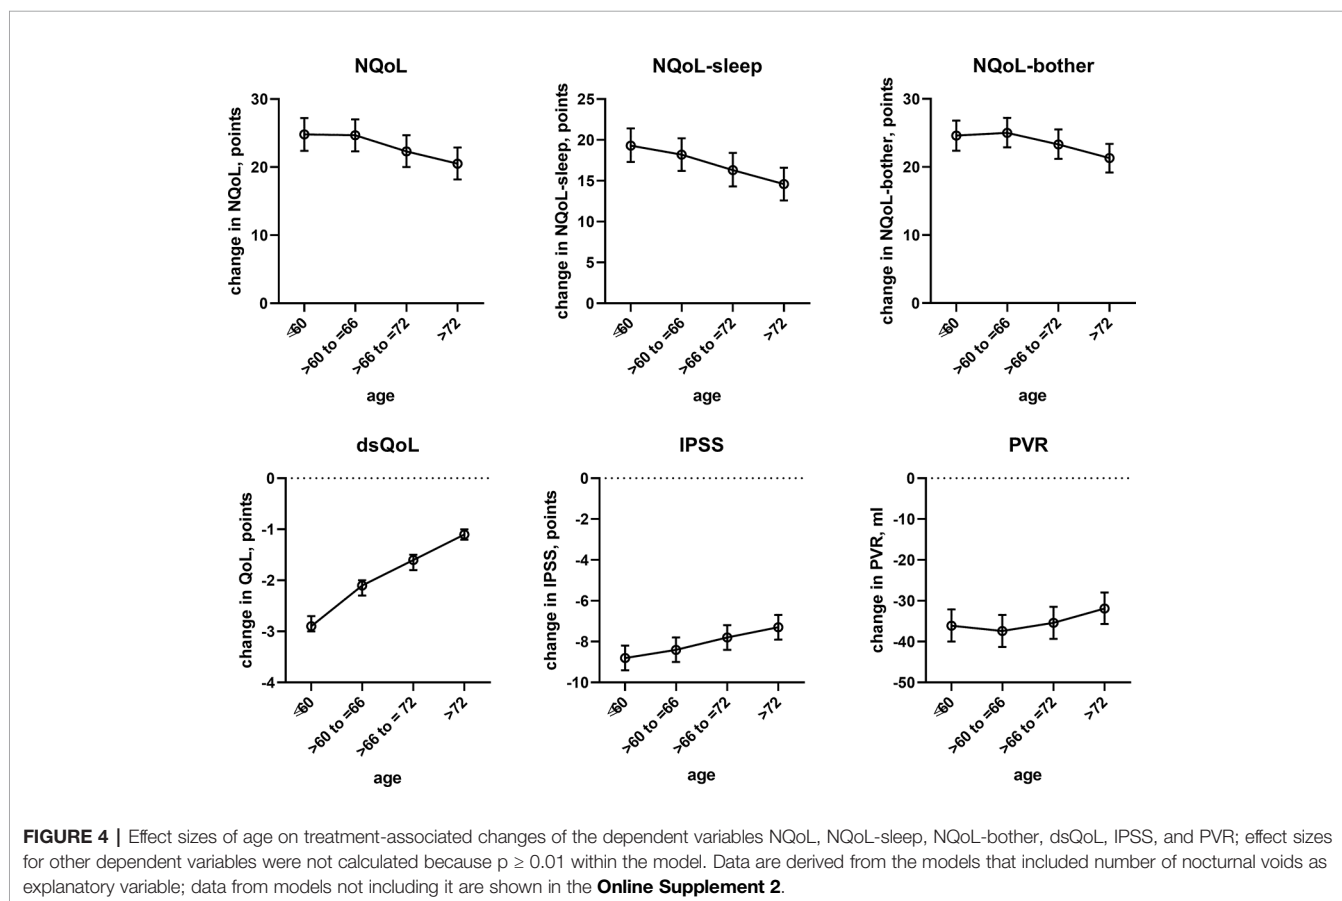 NQoL
NQoL-sleep
NQoL-bother
change in NQoL, points
30
20
10
0
≤60
>60 to =66
>66 to =72
>72
age
change in NQoL-sleep, points
25
20
15
10
5
0
≤60
>60 to =66
>66 to =72
>72
age
change in NQoL-bother, points
30
20
10
0
≤60
>60 to =66
>66 to =72
>72
age
dsQoL
IPSS
PVR
change in QoL, points
0
-1
-2
-3
-4
≤60
>60 to =66
>66 to = 72
>72
age
change in IPSS, points
0
-2
-4
-6
-8
-10
≤60
>60 to =66
>66 to =72
>72
age
change in PVR, ml
0
-10
-20
-30
-40
-50
≤60
>60 to =66
>66 to =72
>72
age
FIGURE 4 | Effect sizes of age on treatment-associated changes of the dependent variables NQoL, NQoL-sleep, NQoL-bother, dsQoL, IPSS, and PVR; effect sizes
for other dependent variables were not calculated because p ≥ 0.01 within the model. Data are derived from the models that included number of nocturnal voids as
explanatory variable; data from models not including it are shown in the Online Supplement 2.